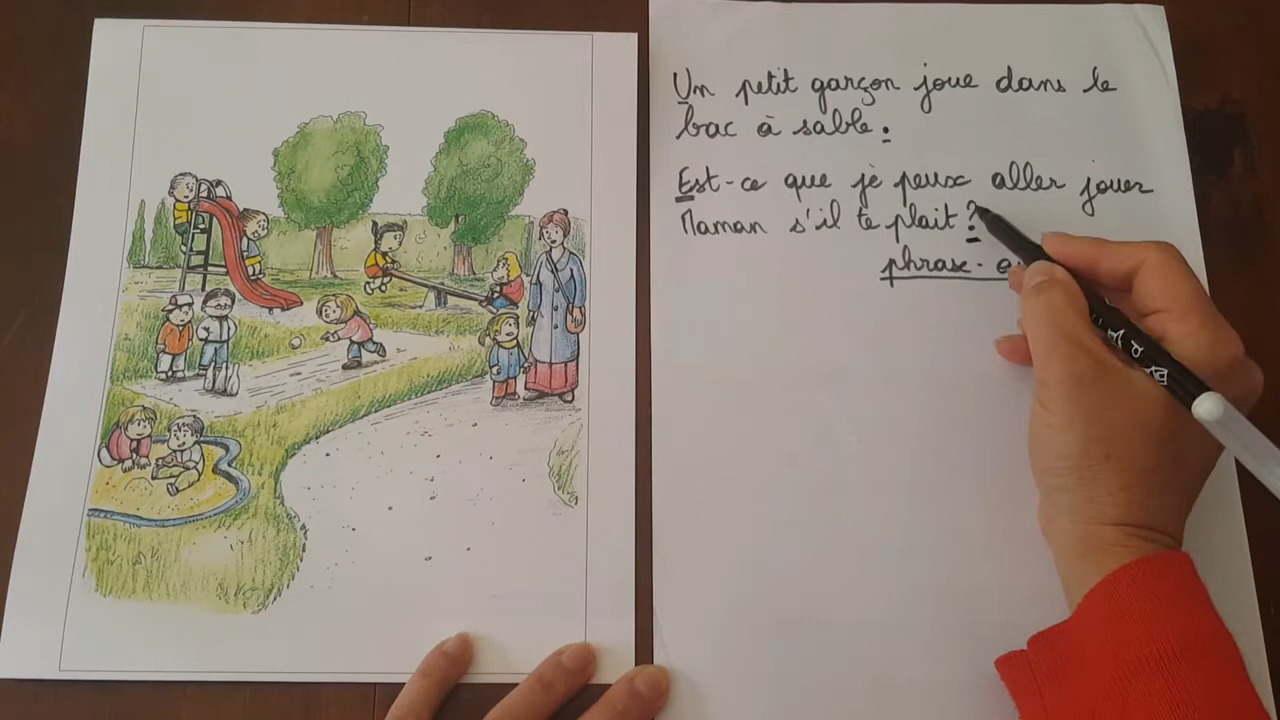 Un petit garçon joue dans le
bac à sable.
Est-ce que je peux aller jouer
Maman s'il te plait ?